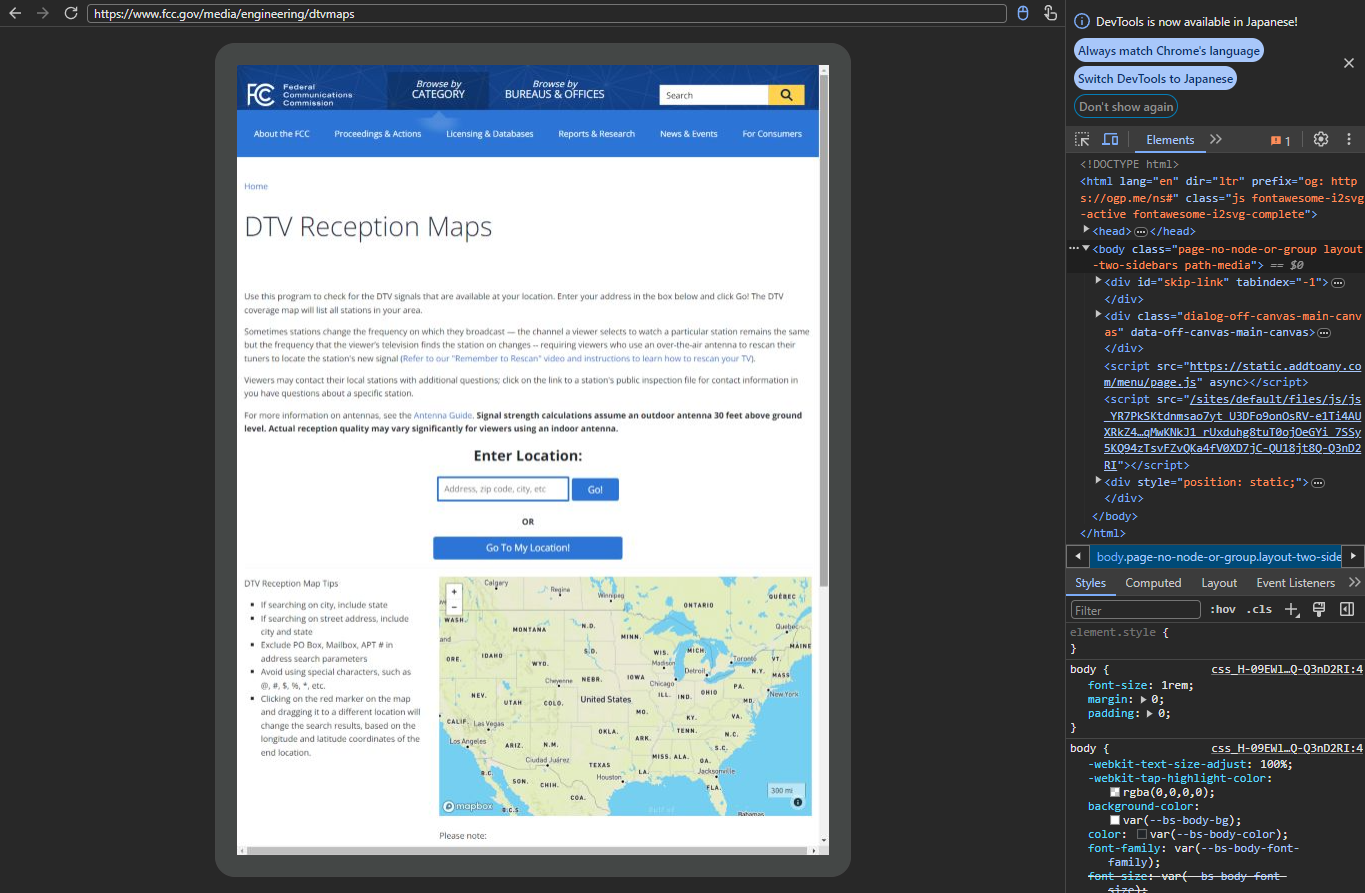 https://www.fcc.gov/media/engineering/dtvmaps
FCC
Federal
Communications
Commission
Browse by
CATEGORY
Browse by
BUREAUS & OFFICES
Search
About the FCC
Proceedings & Actions
Licensing & Databases
Reports & Research
News & Events
For Consumers
Home
DTV Reception Maps
Use this program to check for the DTV signals that are available at your location. Enter your address in the box below and click Go! The DTV
coverage map will list all stations in your area.
Sometimes stations change the frequency on which they broadcast — the channel a viewer selects to watch a particular station remains the same
but the frequency that the viewer's television finds the station on changes -- requiring viewers who use an over-the-air antenna to rescan their
tuners to locate the station's new signal (Refer to our "Remember to Rescan" video and instructions to learn how to rescan your TV).
Viewers may contact their local stations with additional questions; click on the link to a station's public inspection file for contact information in
you have questions about a specific station.
For more information on antennas, see the Antenna Guide. Signal strength calculations assume an outdoor antenna 30 feet above ground
level. Actual reception quality may vary significantly for viewers using an indoor antenna.
Enter Location:
Address, zip code, city, etc
Go!
OR
Go To My Location!
DTV Reception Map Tips
If searching on city, include state
If searching on street address, include
city and state
Exclude PO Box, Mailbox, APT # in
address search parameters
Avoid using special characters, such as
@, #, $, %, *, etc.
Clicking on the red marker on the map
and dragging it to a different location will
change the search results, based on the
longitude and latitude coordinates of the
end location.
+
−
Calgary
Regina
Winnipeg
ONTARIO
QUÉBEC
WASH.
MONTANA
N.D.
MINN.
Quebec
MAINE
ORE.
IDAHO
WYO.
S.D.
WIS.
MICH.
Toronto
VT.
Madison
Detroit
N.Y.
MASS.
Cheyenne
NEBR.
IOWA
Chicago
PA.
New York
NEV.
UTAH
COLO.
United States
ILL.
IND.
OHIO
MD.
MO.
KY.
VA.
CALIF.
Las Vegas
OKLA.
TENN.
N.C.
Los Angeles
ARIZ.
N.M.
ARK.
S.C.
MISS.
ALA.
GA.
Ciudad Juárez
TEXAS
LA.
Jacksonville
B.C.
SON.
Houston
CHIH.
COA.
FLA.
300 mi
mapbox
B.C.S.
Gulf of
Bahamas
Please note:
DevTools is now available in Japanese!
Always match Chrome's language
Switch DevTools to Japanese
Don't show again
Elements
1
<!DOCTYPE html>
<html lang="en" dir="ltr" prefix="og: http
s://ogp.me/ns#" class="js fontawesome-i2svg
-active fontawesome-i2svg-complete">
<head> … </head>
<body class="page-no-node-or-group layout
-two-sidebars path-media"> == $0
<div id="skip-link" tabindex="-1"> …
</div>
<div class="dialog-off-canvas-main-canv
as" data-off-canvas-main-canvas> …
</div>
<script src="https://static.addtoany.co
m/menu/page.js" async></script>
<script src="/sites/default/files/js/js
</script>
<div style="position: static;"> …
</div>
</body>
</html>
body.page-no-node-or-group.layout-two-side
Styles
Computed
Layout
Event Listeners
Filter
:hov
.cls
element.style {
}
body {
css_H-09EWl…Q-Q3nD2RI:4
font-size: 1rem;
margin: 0;
padding: 0;
}
body {
css_H-09EWl…Q-Q3nD2RI:4
-webkit-text-size-adjust: 100%;
-webkit-tap-highlight-color:
rgba(0,0,0,0);
background-color:
var(--bs-body-bg);
color: var(--bs-body-color);
font-family: var(--bs-body-font-
family);
font-size: var(--bs-body-font-
size);